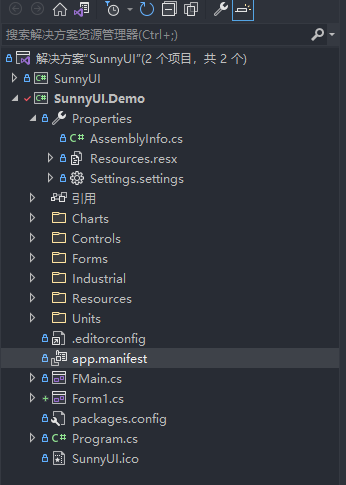 搜索解决方案资源管理器(Ctrl+;)
解决方案"SunnyUI"(2 个项目，共 2 个)
C# SunnyUI
C# SunnyUI.Demo
Properties
C# AssemblyInfo.cs
Resources.resx
Settings.settings
引用
Charts
Controls
Forms
Industrial
Resources
Units
.editorconfig
app.manifest
FMain.cs
Form1.cs
packages.config
C# Program.cs
SunnyUI.ico